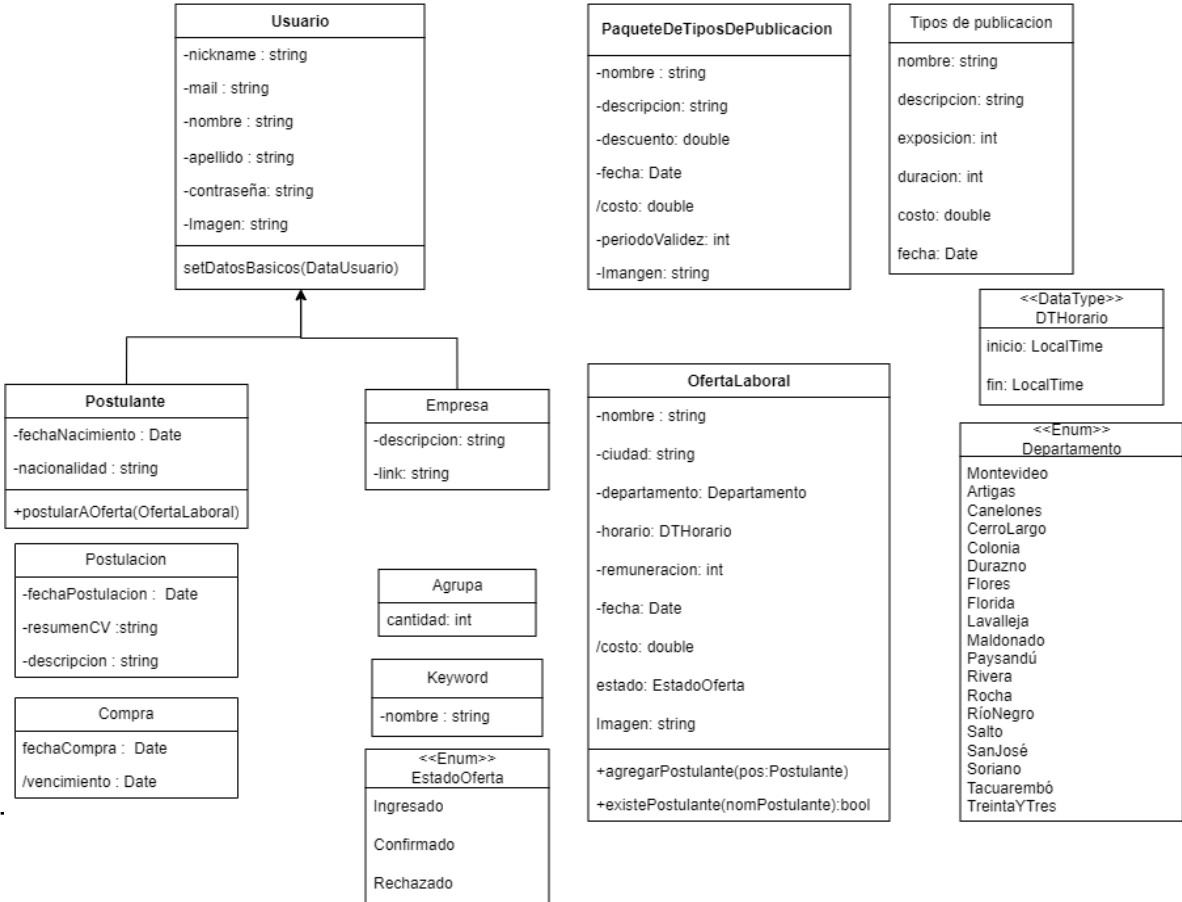 Usuario
-nickname : string
-mail : string
-nombre : string
-apellido : string
-contraseña: string
-Imagen: string
setDatosBasicos(DataUsuario)
PaqueteDeTiposDePublicacion
-nombre : string
-descripcion: string
-descuento: double
-fecha: Date
/costo: double
-periodoValidez: int
-Imangen: string
Tipos de publicacion
nombre: string
descripcion: string
exposicion: int
duracion: int
costo: double
fecha: Date
<<DataType>>
DTHorario
inicio: LocalTime
fin: LocalTime
Postulante
-fechaNacimiento : Date
-nacionalidad : string
+postularAOferta(OfertaLaboral)
Empresa
-descripcion: string
-link: string
OfertaLaboral
-nombre : string
-ciudad: string
-departamento: Departamento
-horario: DTHorario
-remuneracion: int
-fecha: Date
/costo: double
estado: EstadoOferta
Imagen: string
+agregarPostulante(pos:Postulante)
+existePostulante(nomPostulante):bool
<<Enum>>
Departamento
Montevideo
Artigas
Canelones
CerroLargo
Colonia
Durazno
Flores
Florida
Lavalleja
Maldonado
Paysandú
Rivera
Rocha
RíoNegro
Salto
SanJosé
Soriano
Tacuarembó
TreintaYTres
Postulacion
-fechaPostulacion : Date
-resumenCV :string
-descripcion : string
Agrupa
cantidad: int
Keyword
-nombre : string
Compra
fechaCompra : Date
/vencimiento : Date
<<Enum>>
EstadoOferta
Ingresado
Confirmado
Rechazado